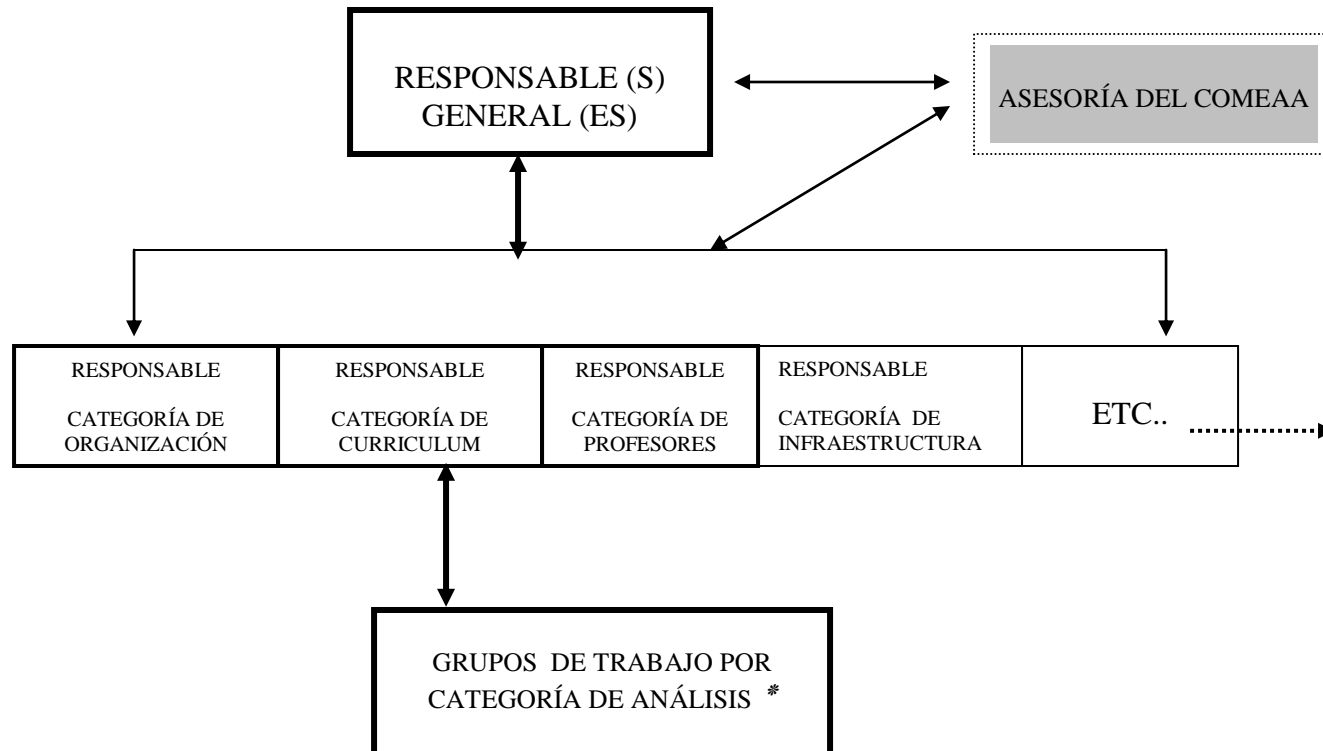 RESPONSABLE (S)
GENERAL (ES)
ASESORÍA DEL COMEAA
RESPONSABLE
CATEGORÍA DE
ORGANIZACIÓN
RESPONSABLE
CATEGORÍA DE
CURRICULUM
RESPONSABLE
CATEGORÍA DE
PROFESORES
RESPONSABLE
CATEGORÍA  DE
INFRAESTRUCTURA
ETC..
GRUPOS  DE TRABAJO POR
CATEGORÍA DE ANÁLISIS  *